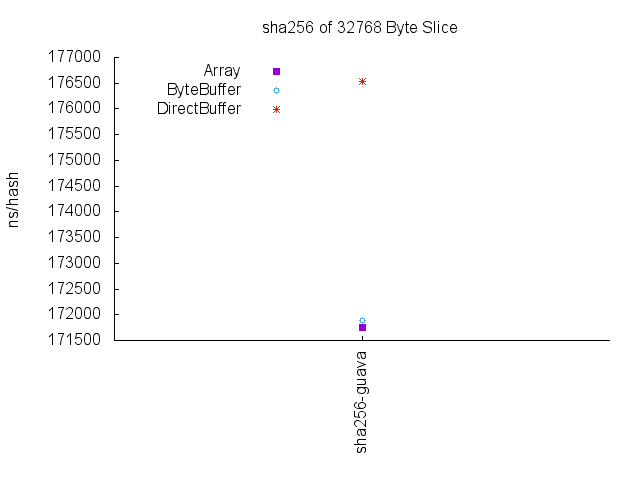 sha256 of 32768 Byte Slice
177000
176500
176000
175500
175000
174500
174000
173500
173000
172500
172000
171500
ns/hash
Array
ByteBuffer
DirectBuffer
sha256-guava